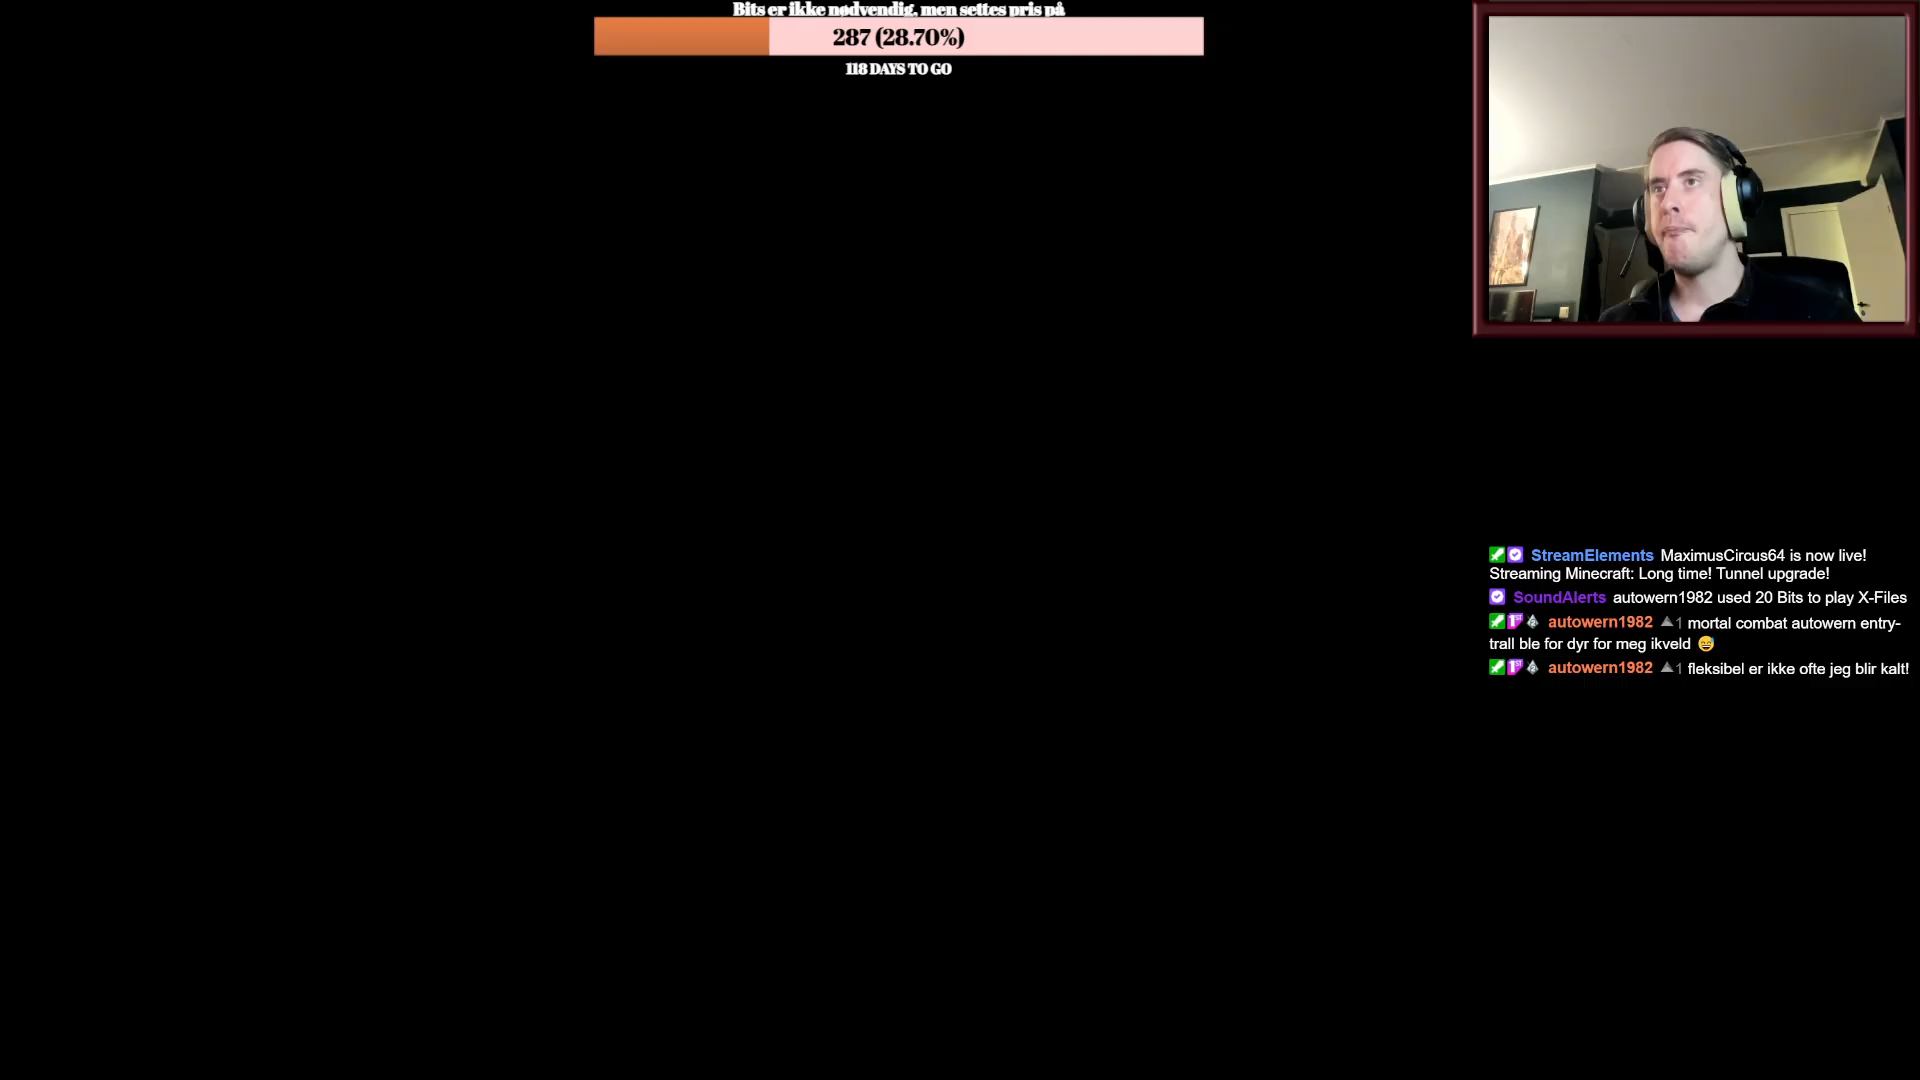 Bits er ikke nødvendig, men settes pris på
287 (28.70%)
118 DAYS TO GO
StreamElements MaximusCircus64 is now live!
Streaming Minecraft: Long time! Tunnel upgrade!
SoundAlerts autowern1982 used 20 Bits to play X-Files
autowern1982 1 mortal combat autowern entry-
trall ble for dyr for meg ikveld 😅
autowern1982 1 fleksibel er ikke ofte jeg blir kalt!